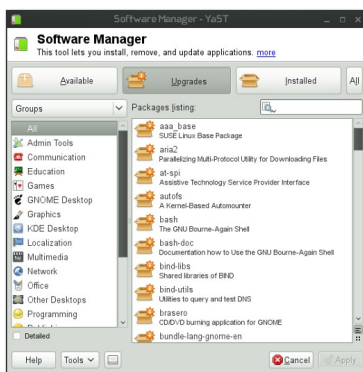 Software Manager - YaST
Software Manager
This tool lets you install, remove, and update applications. more
Available
Upgrades
Installed
All
Groups
Packages listing:
All
Admin Tools
Communication
Education
Games
GNOME Desktop
Graphics
KDE Desktop
Localization
Multimedia
Network
Office
Other Desktops
Programming
Detailed
aaa_base
SUSE Linux Base Package
aria2
Parallelizing Multi-Protocol Utility for Downloading Files
at-spi
Assistive Technology Service Provider Interface
autofs
A Kernel-Based Automounter
bash
The GNU Bourne-Again Shell
bash-doc
Documentation how to Use the GNU Bourne-Again Shell
bind-libs
Shared libraries of BIND
bind-utils
Utilities to query and test DNS
brasero
CD/DVD burning application for GNOME
bundle-lang-gnome-en
Help
Tools
Cancel
Apply